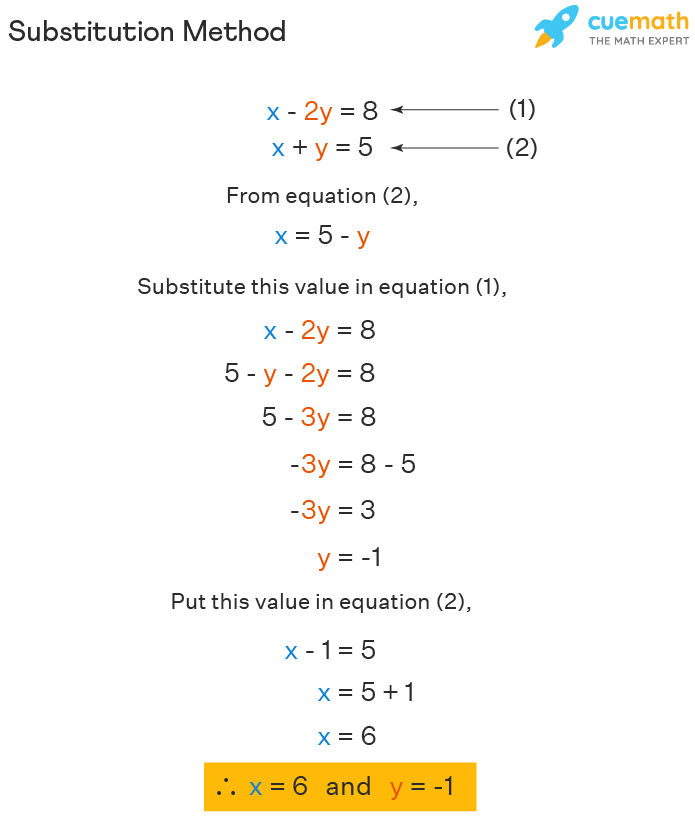 Substitution Method
cuemath
THE MATH EXPERT
x - 2y = 8 (1)
x + y = 5 (2)
From equation (2),
x = 5 - y
Substitute this value in equation (1),
x - 2y = 8
5 - y - 2y = 8
5 - 3y = 8
-3y = 8 - 5
-3y = 3
y = -1
Put this value in equation (2),
x - 1 = 5
x = 5 + 1
x = 6
∴ x = 6 and y = -1